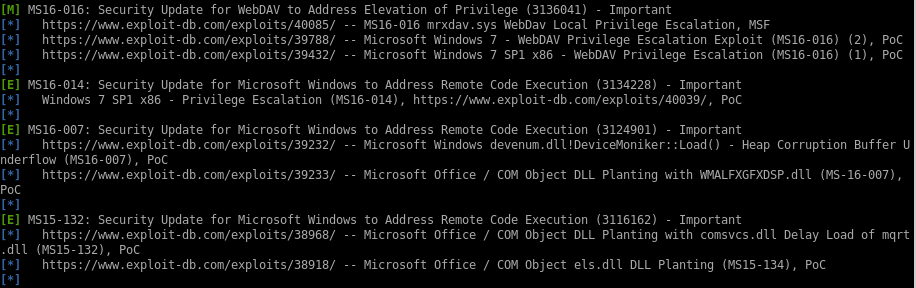 [M] MS16-016: Security Update for WebDAV to Address Elevation of Privilege (3136041) - Important
[*]   https://www.exploit-db.com/exploits/40085/ -- MS16-016 mrxdav.sys WebDav Local Privilege Escalation, MSF
[*]   https://www.exploit-db.com/exploits/39788/ -- Microsoft Windows 7 - WebDAV Privilege Escalation Exploit (MS16-016) (2), PoC
[*]   https://www.exploit-db.com/exploits/39432/ -- Microsoft Windows 7 SP1 x86 - WebDAV Privilege Escalation (MS16-016) (1), PoC
[*]
[E] MS16-014: Security Update for Microsoft Windows to Address Remote Code Execution (3134228) - Important
[*]   Windows 7 SP1 x86 - Privilege Escalation (MS16-014), https://www.exploit-db.com/exploits/40039/, PoC
[*]
[E] MS16-007: Security Update for Microsoft Windows to Address Remote Code Execution (3124901) - Important
[*]   https://www.exploit-db.com/exploits/39232/ -- Microsoft Windows devenum.dll!DeviceMoniker::Load() - Heap Corruption Buffer U
nderflow (MS16-007), PoC
[*]   https://www.exploit-db.com/exploits/39233/ -- Microsoft Office / COM Object DLL Planting with WMALFXGFXDSP.dll (MS-16-007),
PoC
[*]
[E] MS15-132: Security Update for Microsoft Windows to Address Remote Code Execution (3116162) - Important
[*]   https://www.exploit-db.com/exploits/38968/ -- Microsoft Office / COM Object DLL Planting with comsvcs.dll Delay Load of mqrt
.dll (MS15-132), PoC
[*]   https://www.exploit-db.com/exploits/38918/ -- Microsoft Office / COM Object els.dll DLL Planting (MS15-134), PoC
[*]